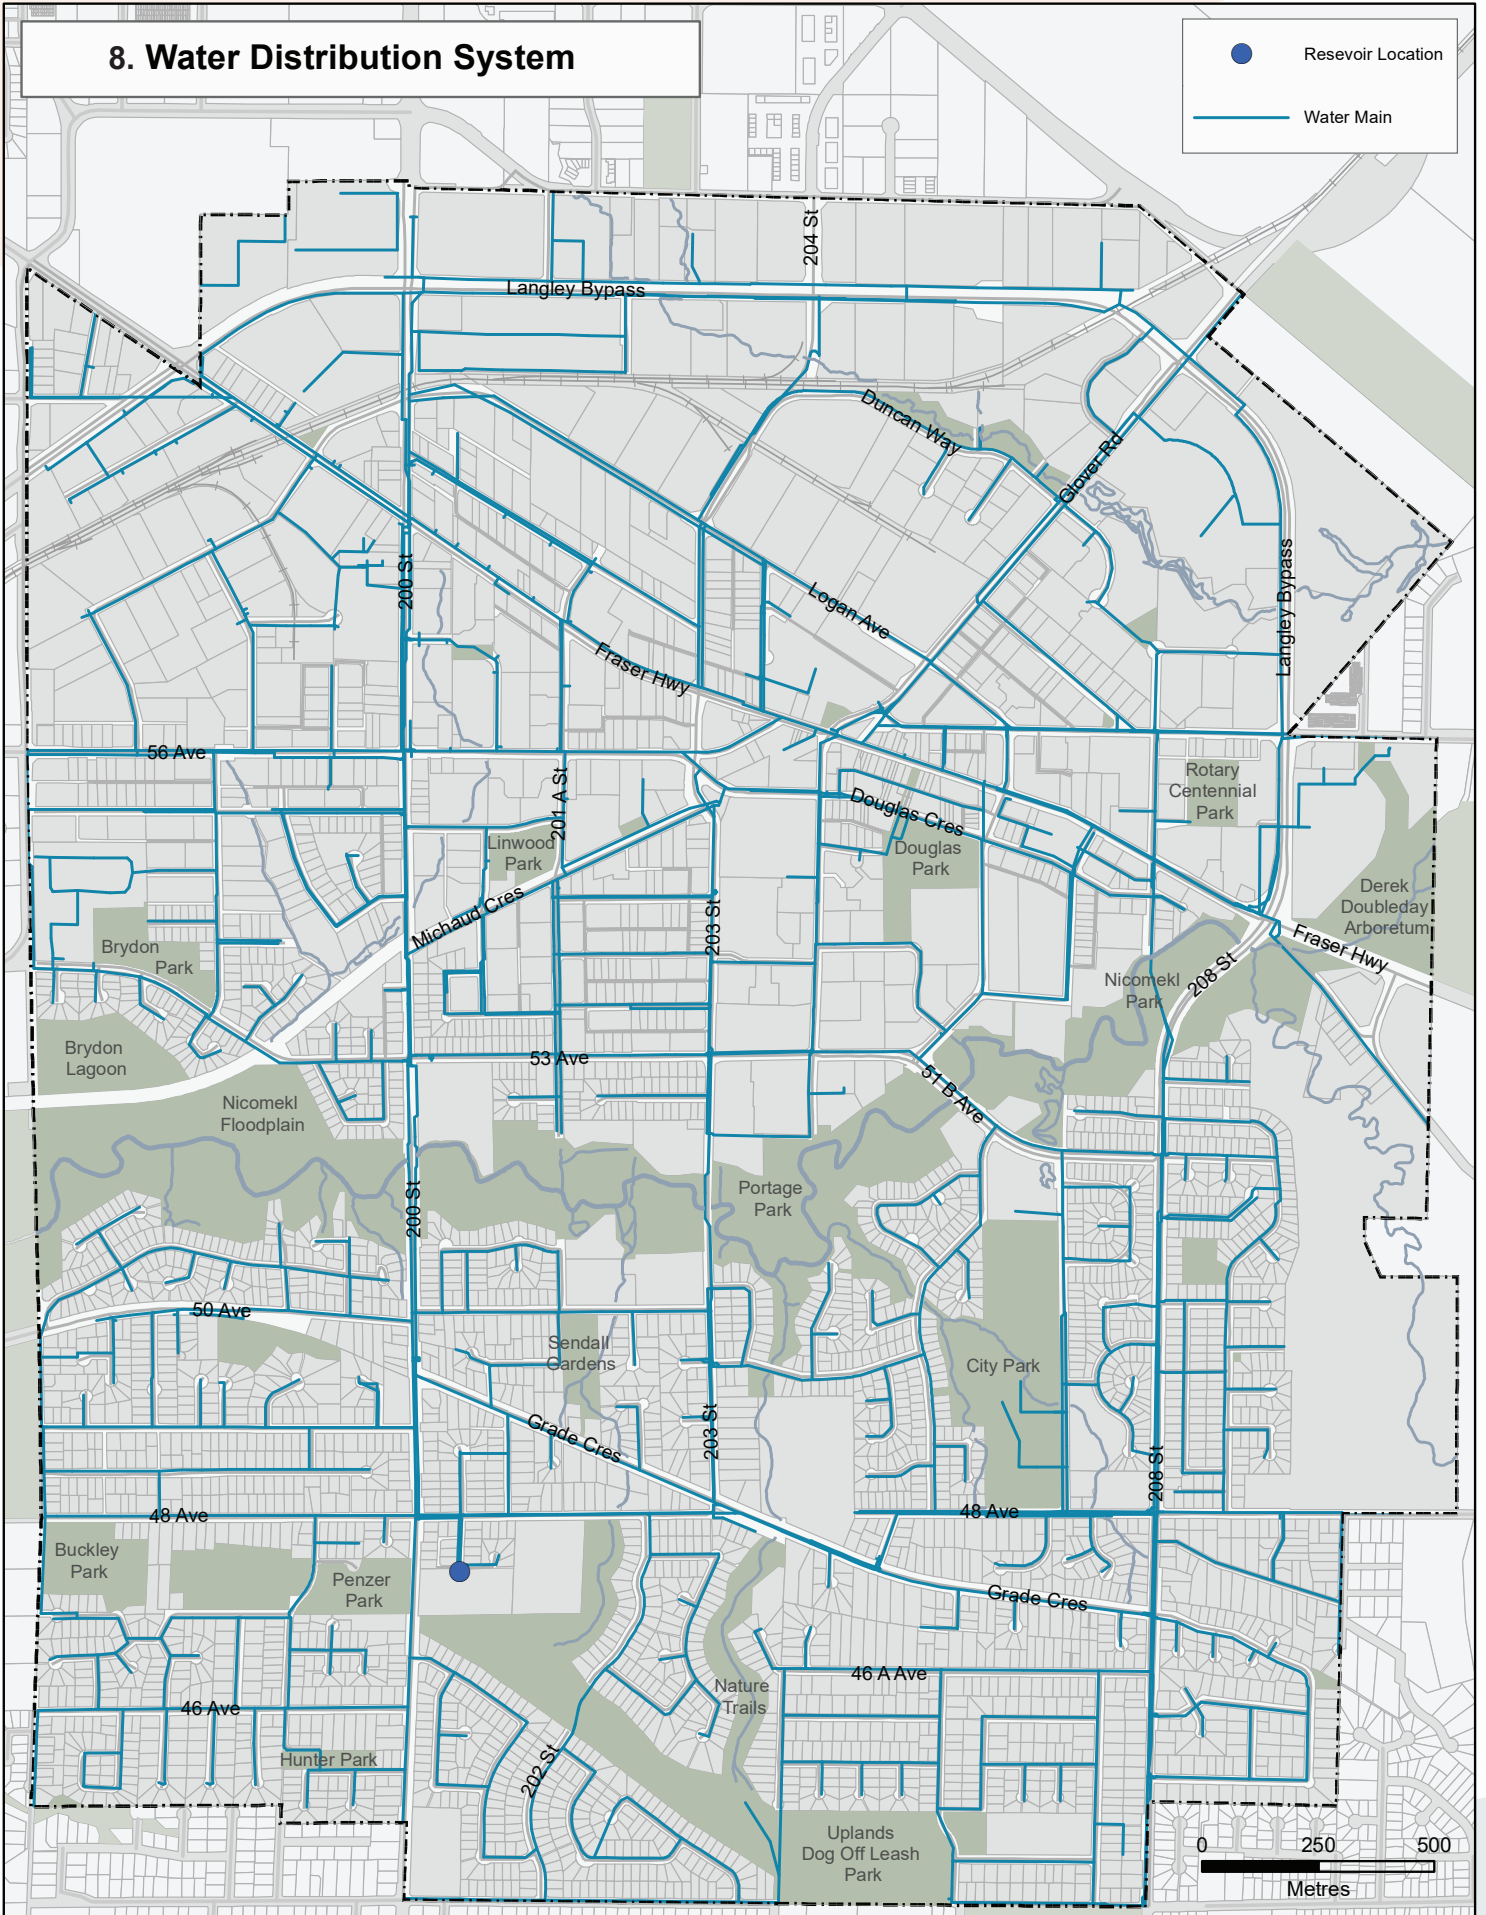 8. Water Distribution System
Resevoir Location
Water Main
204 St
Langley Bypass
Duncan Way
Glover Rd
200 St
Langley Bypass
Logan Ave
Fraser Hwy
56 Ave
201 A St
Rotary
Centennial
Park
Douglas Cres
Linwood
Park
Douglas
Park
Derek
Doubleday
Arboretum
Michaud Cres
203 St
Brydon
Park
Fraser Hwy
208 St
Nicomekl
Park
Brydon
Lagoon
53 Ave
51 B Ave
Nicomekl
Floodplain
200 St
Portage
Park
50 Ave
Sendall
Gardens
City Park
Grade Cres
203 St
208 St
48 Ave
48 Ave
Buckley
Park
Penzer
Park
Grade Cres
46 A Ave
Nature
Trails
46 Ave
Hunter Park
202 St
Uplands
Dog Off Leash
Park
0 250 500
Metres